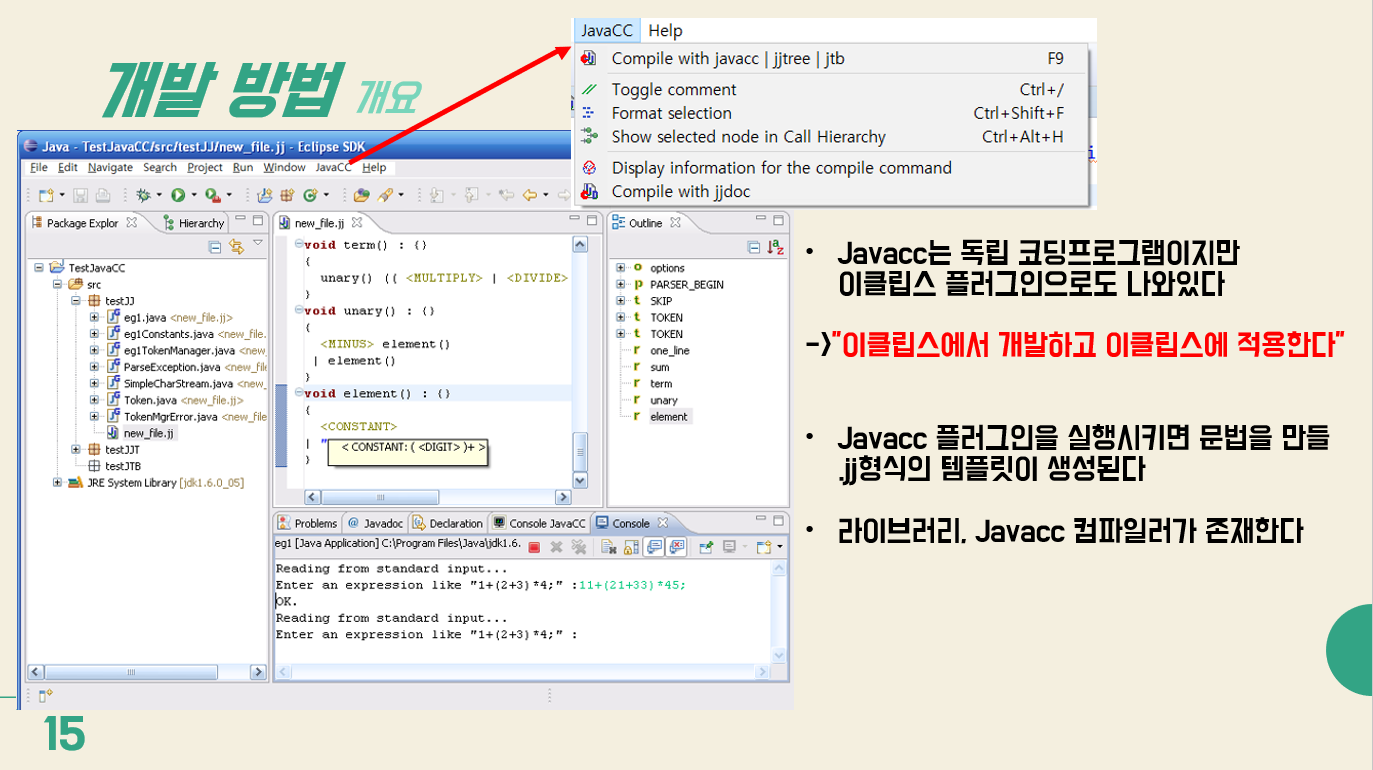 JavaCC Help
Compile with javacc | jjtree | jtb F9
Toggle comment Ctrl+/
Format selection Ctrl+Shift+F
Show selected node in Call Hierarchy Ctrl+Alt+H
Display information for the compile command
Compile with jjdoc
개발 방법 개요
Java - TestJavaCC/src/testJJ/new_file.jj - Eclipse SDK
File Edit Navigate Search Project Run Window JavaCC Help
Package Explor
Hierarchy
TestJavaCC
src
testJJ
eg1.java <new_file.jj>
eg1Constants.java <new_file.
eg1TokenManager.java <new_
ParseException.java <new_file
SimpleCharStream.java <new_
Token.java <new_file.jj>
TokenMgrError.java <new_file
new_file.jj
testJJT
testJTB
JRE System Library [jdk1.6.0_05]
new_file.jj
void term() : {}
{
unary() (( <MULTIPLY> | <DIVIDE>
}
void unary() : {}
{
<MINUS> element()
| element()
}
void element() : {}
{
<CONSTANT>
| "
< CONSTANT: ( <DIGIT> )+ >
}
Outline
options
PARSER_BEGIN
SKIP
TOKEN
TOKEN
one_line
sum
term
unary
element
Problems @ Javadoc Declaration Console JavaCC Console
eg1 [Java Application] C:\Program Files\Java\jdk1.6.
Reading from standard input...
Enter an expression like "1+(2+3)*4;" :11+(21+33)*45;
OK.
Reading from standard input...
Enter an expression like "1+(2+3)*4;" :
• Javacc는 독립 코딩프로그램이지만
이클립스 플러그인으로도 나와있다
->"이클립스에서 개발하고 이클립스에 적용한다"
• Javacc 플러그인을 실행시키면 문법을 만들
.jj형식의 템플릿이 생성된다
• 라이브러리, Javacc 컴파일러가 존재한다
15